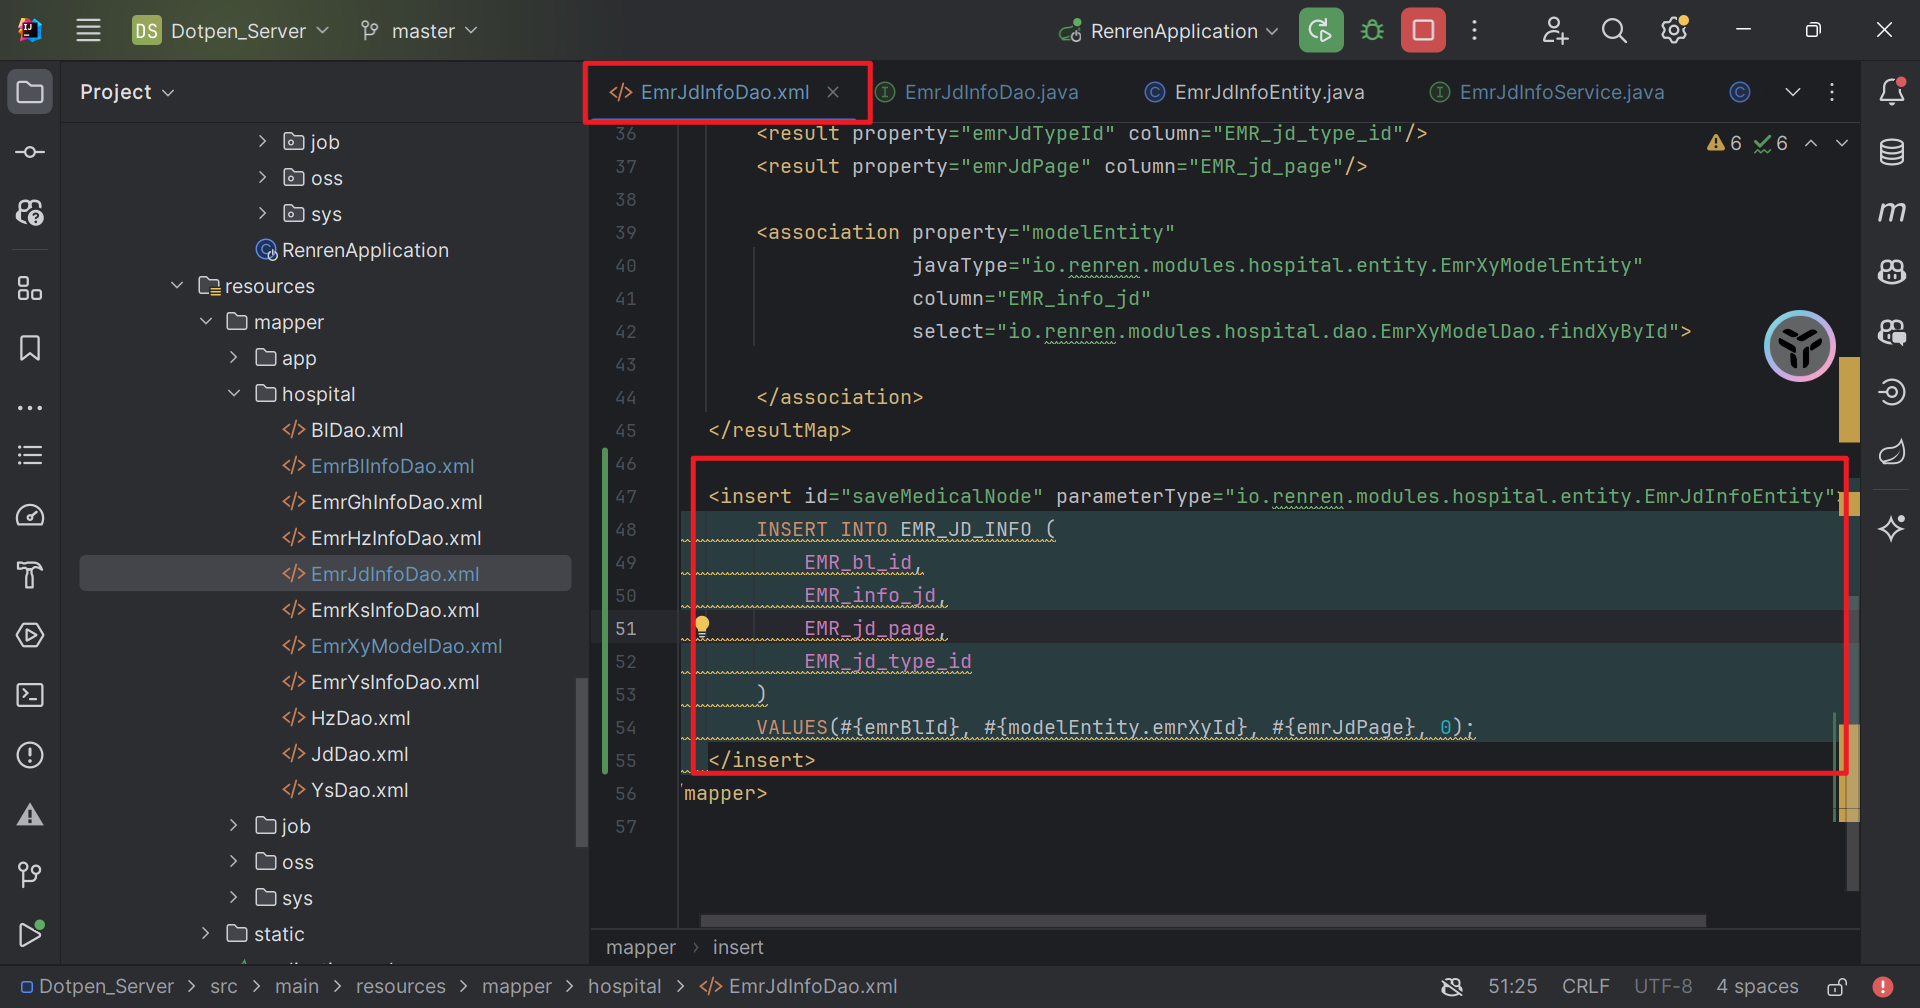 DS Dotpen_Server master RenrenApplication
Project
job
oss
sys
RenrenApplication
resources
mapper
app
hospital
BlDao.xml
EmrBlInfoDao.xml
EmrGhInfoDao.xml
EmrHzInfoDao.xml
EmrJdInfoDao.xml
EmrKsInfoDao.xml
EmrXyModelDao.xml
EmrYsInfoDao.xml
HzDao.xml
JdDao.xml
YsDao.xml
job
oss
sys
static
EmrJdInfoDao.xml EmrJdInfoDao.java EmrJdInfoEntity.java EmrJdInfoService.java
6 6
36 <result property="emrJdTypeId" column="EMR_jd_type_id"/>
37 <result property="emrJdPage" column="EMR_jd_page"/>
38
39 <association property="modelEntity"
40 javaType="io.renren.modules.hospital.entity.EmrXyModelEntity"
41 column="EMR_info_jd"
42 select="io.renren.modules.hospital.dao.EmrXyModelDao.findXyById">
43
44 </association>
45 </resultMap>
46
47 <insert id="saveMedicalNode" parameterType="io.renren.modules.hospital.entity.EmrJdInfoEntity">
48 INSERT INTO EMR_JD_INFO (
49 EMR_bl_id,
50 EMR_info_jd,
51 EMR_jd_page,
52 EMR_jd_type_id
53 )
54 VALUES(#{emrBlId}, #{modelEntity.emrXyId}, #{emrJdPage}, 0);
55 </insert>
56 mapper>
57
mapper › insert
Dotpen_Server > src > main > resources > mapper > hospital > EmrJdInfoDao.xml 51:25 CRLF UTF-8 4 spaces